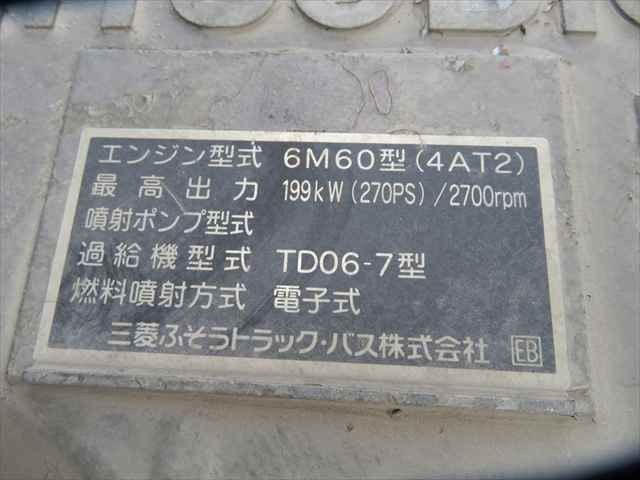 エンジン型式 6M60型(4AT2)
最高出力 199kW(270PS)/2700rpm
噴射ポンプ型式
過給機型式 TD06-7型
燃料噴射方式 電子式
三菱ふそうトラック・バス株式会社 EB